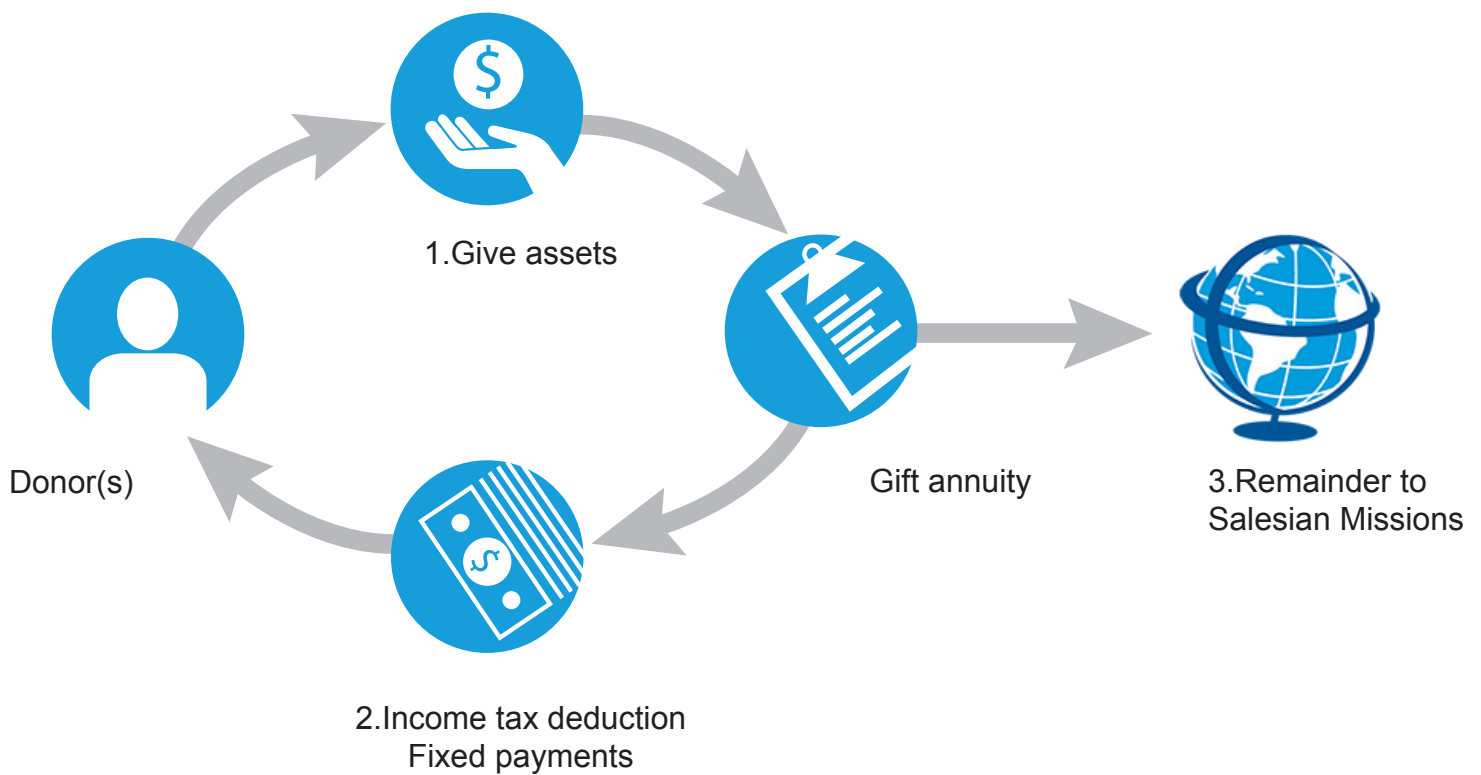 $
1.Give assets
Donor(s)
Gift annuity
3.Remainder to
Salesian Missions
$
2.Income tax deduction
Fixed payments